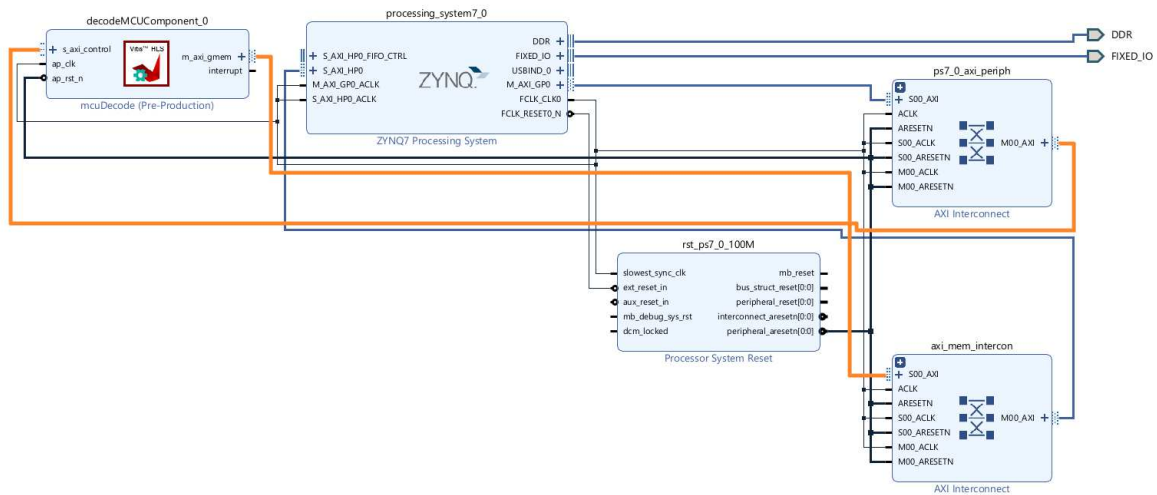 decodeMCUComponent_0
s_axi_control
ap_clk
ap_rst_n
Vitis™ HLS
m_axi_gmem
interrupt
mcuDecode (Pre-Production)
processing_system7_0
S_AXI_HP0_FIFO_CTRL
S_AXI_HP0
M_AXI_GP0_ACLK
S_AXI_HP0_ACLK
ZYNQ
DDR
FIXED_IO
USBIND_0
M_AXI_GP0
FCLK_CLK0
FCLK_RESET0_N
ZYNQ7 Processing System
DDR
FIXED_IO
ps7_0_axi_periph
S00_AXI
ACLK
ARESETN
S00_ACLK
S00_ARESETN
M00_ACLK
M00_ARESETN
M00_AXI
AXI Interconnect
rst_ps7_0_100M
slowest_sync_clk
ext_reset_in
aux_reset_in
mb_debug_sys_rst
dcm_locked
mb_reset
bus_struct_reset[0:0]
peripheral_reset[0:0]
interconnect_aresetn[0:0]
peripheral_aresetn[0:0]
Processor System Reset
axi_mem_intercon
S00_AXI
ACLK
ARESETN
S00_ACLK
S00_ARESETN
M00_ACLK
M00_ARESETN
M00_AXI
AXI Interconnect